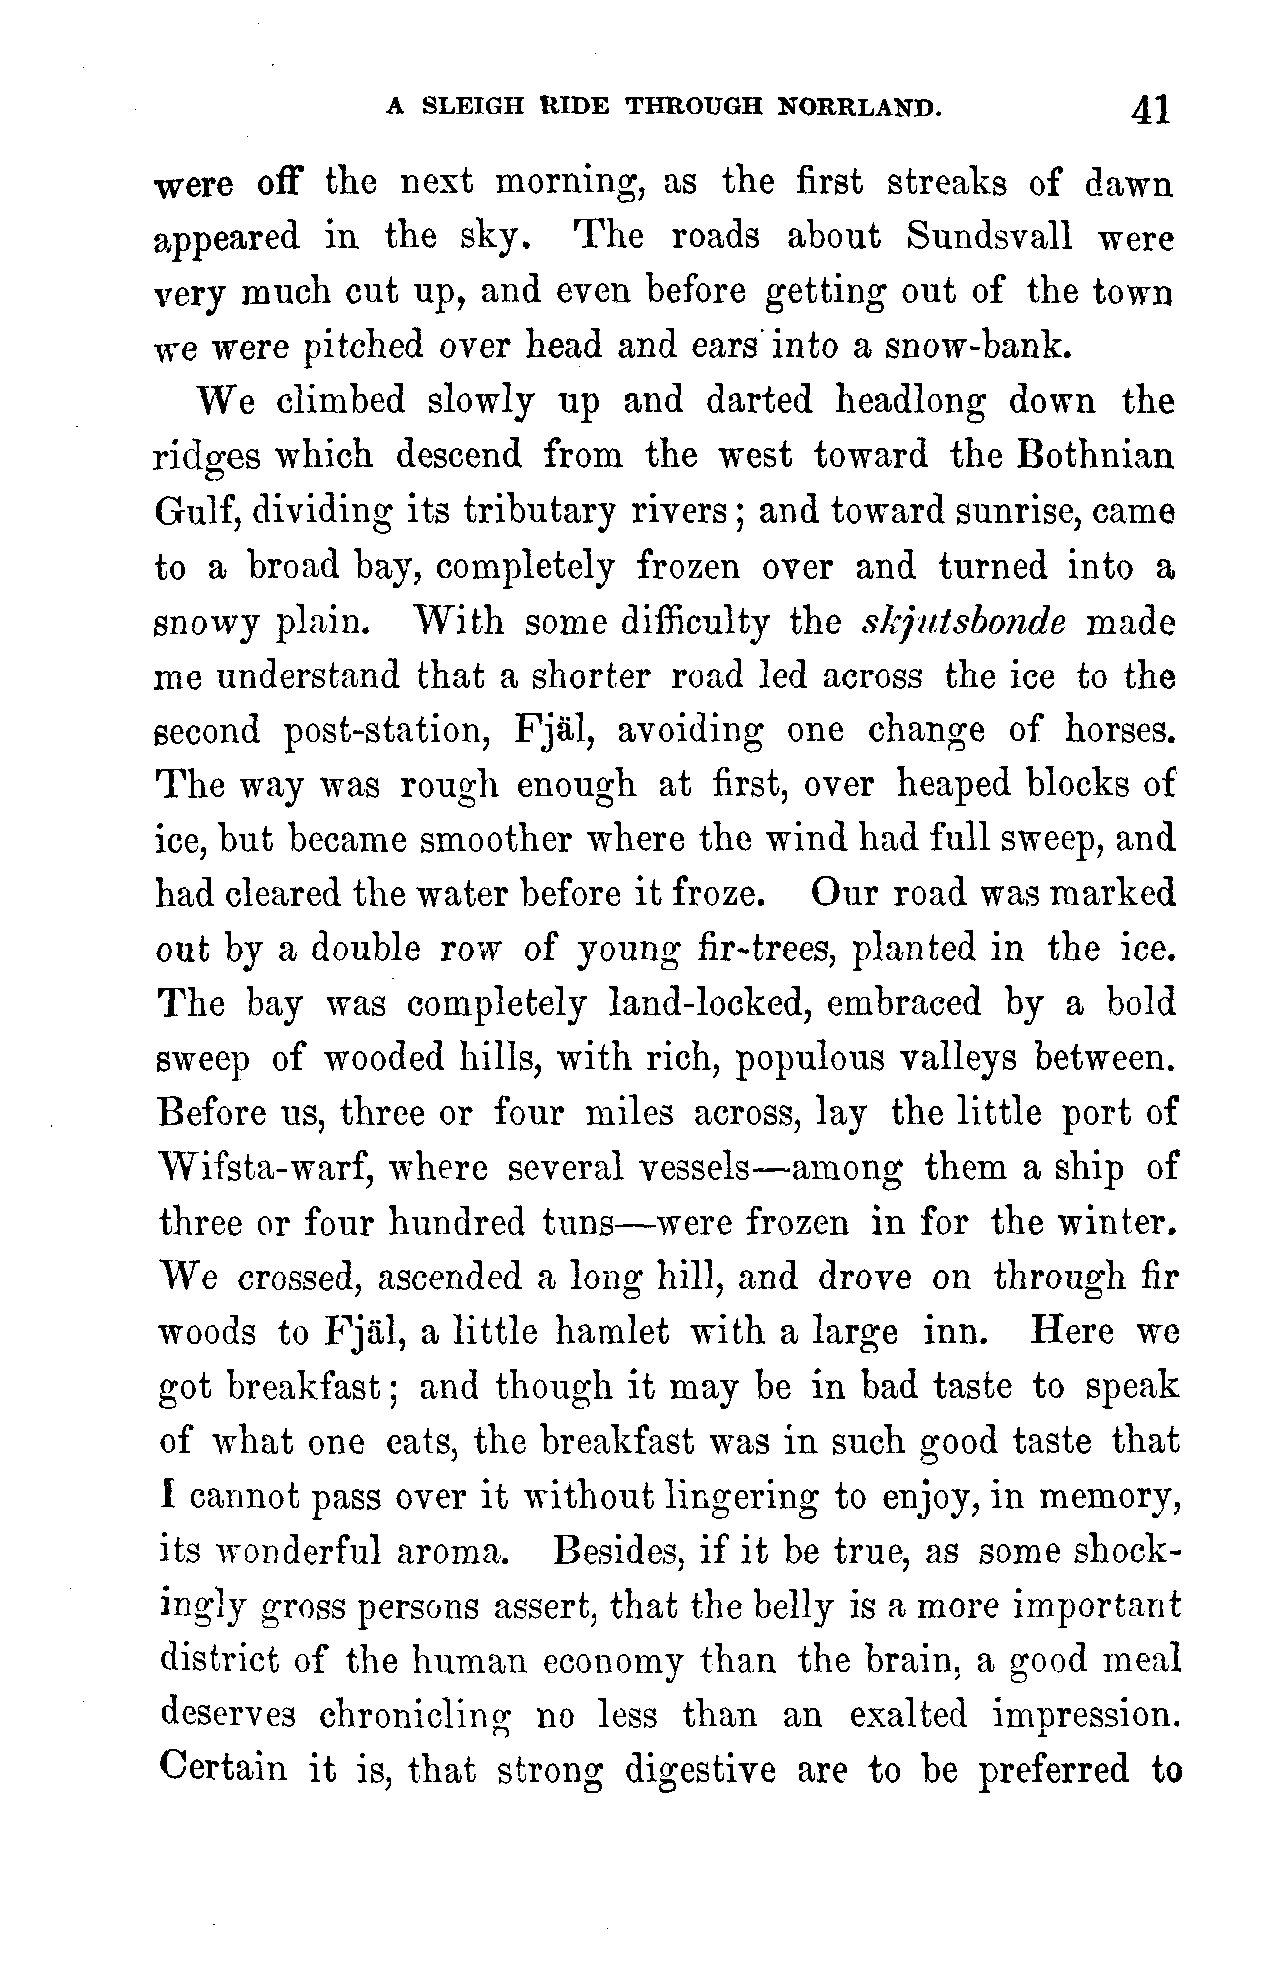 A SLEIGH RIDE THROUGH NORRLAND. 41
were off the next morning, as the first streaks of dawn
appeared in the sky. The roads about Sundsvall were
very much cut up, and even before getting out of the town
we were pitched over head and ears into a snow-bank.
We climbed slowly up and darted headlong down the
ridges which descend from the west toward the Bothnian
Gulf, dividing its tributary rivers; and toward sunrise, came
to a broad bay, completely frozen over and turned into a
snowy plain. With some difficulty the skjutsbonde made
me understand that a shorter road led across the ice to the
second post-station, Fjäl, avoiding one change of horses.
The way was rough enough at first, over heaped blocks of
ice, but became smoother where the wind had full sweep, and
had cleared the water before it froze. Our road was marked
out by a double row of young fir-trees, planted in the ice.
The bay was completely land-locked, embraced by a bold
sweep of wooded hills, with rich, populous valleys between.
Before us, three or four miles across, lay the little port of
Wifsta-warf, where several vessels—among them a ship of
three or four hundred tuns—were frozen in for the winter.
We crossed, ascended a long hill, and drove on through fir
woods to Fjäl, a little hamlet with a large inn. Here we
got breakfast; and though it may be in bad taste to speak
of what one eats, the breakfast was in such good taste that
I cannot pass over it without lingering to enjoy, in memory,
its wonderful aroma. Besides, if it be true, as some shock-
ingly gross persons assert, that the belly is a more important
district of the human economy than the brain, a good meal
deserves chronicling no less than an exalted impression.
Certain it is, that strong digestive are to be preferred to